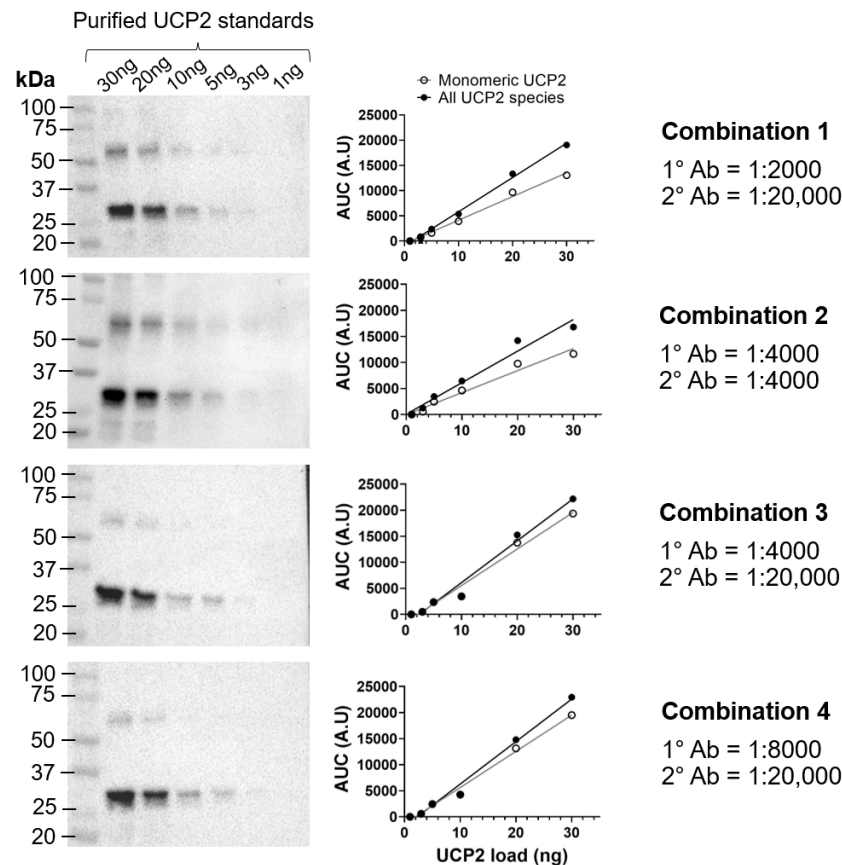 Purified UCP2 standards
kDa
30ng 20ng 10ng 5ng 3ng 1ng
100
75
50
37
25
20
○ Monomeric UCP2
● All UCP2 species
AUC (A.U)
25000
20000
15000
10000
5000
0
0 10 20 30
Combination 1
1° Ab = 1:2000
2° Ab = 1:20,000
100
75
50
37
25
20
AUC (A.U)
25000
20000
15000
10000
5000
0
0 10 20 30
Combination 2
1° Ab = 1:4000
2° Ab = 1:4000
100
75
50
37
25
20
AUC (A.U)
25000
20000
15000
10000
5000
0
0 10 20 30
Combination 3
1° Ab = 1:4000
2° Ab = 1:20,000
100
75
50
37
25
20
AUC (A.U)
25000
20000
15000
10000
5000
0
0 10 20 30
UCP2 load (ng)
Combination 4
1° Ab = 1:8000
2° Ab = 1:20,000